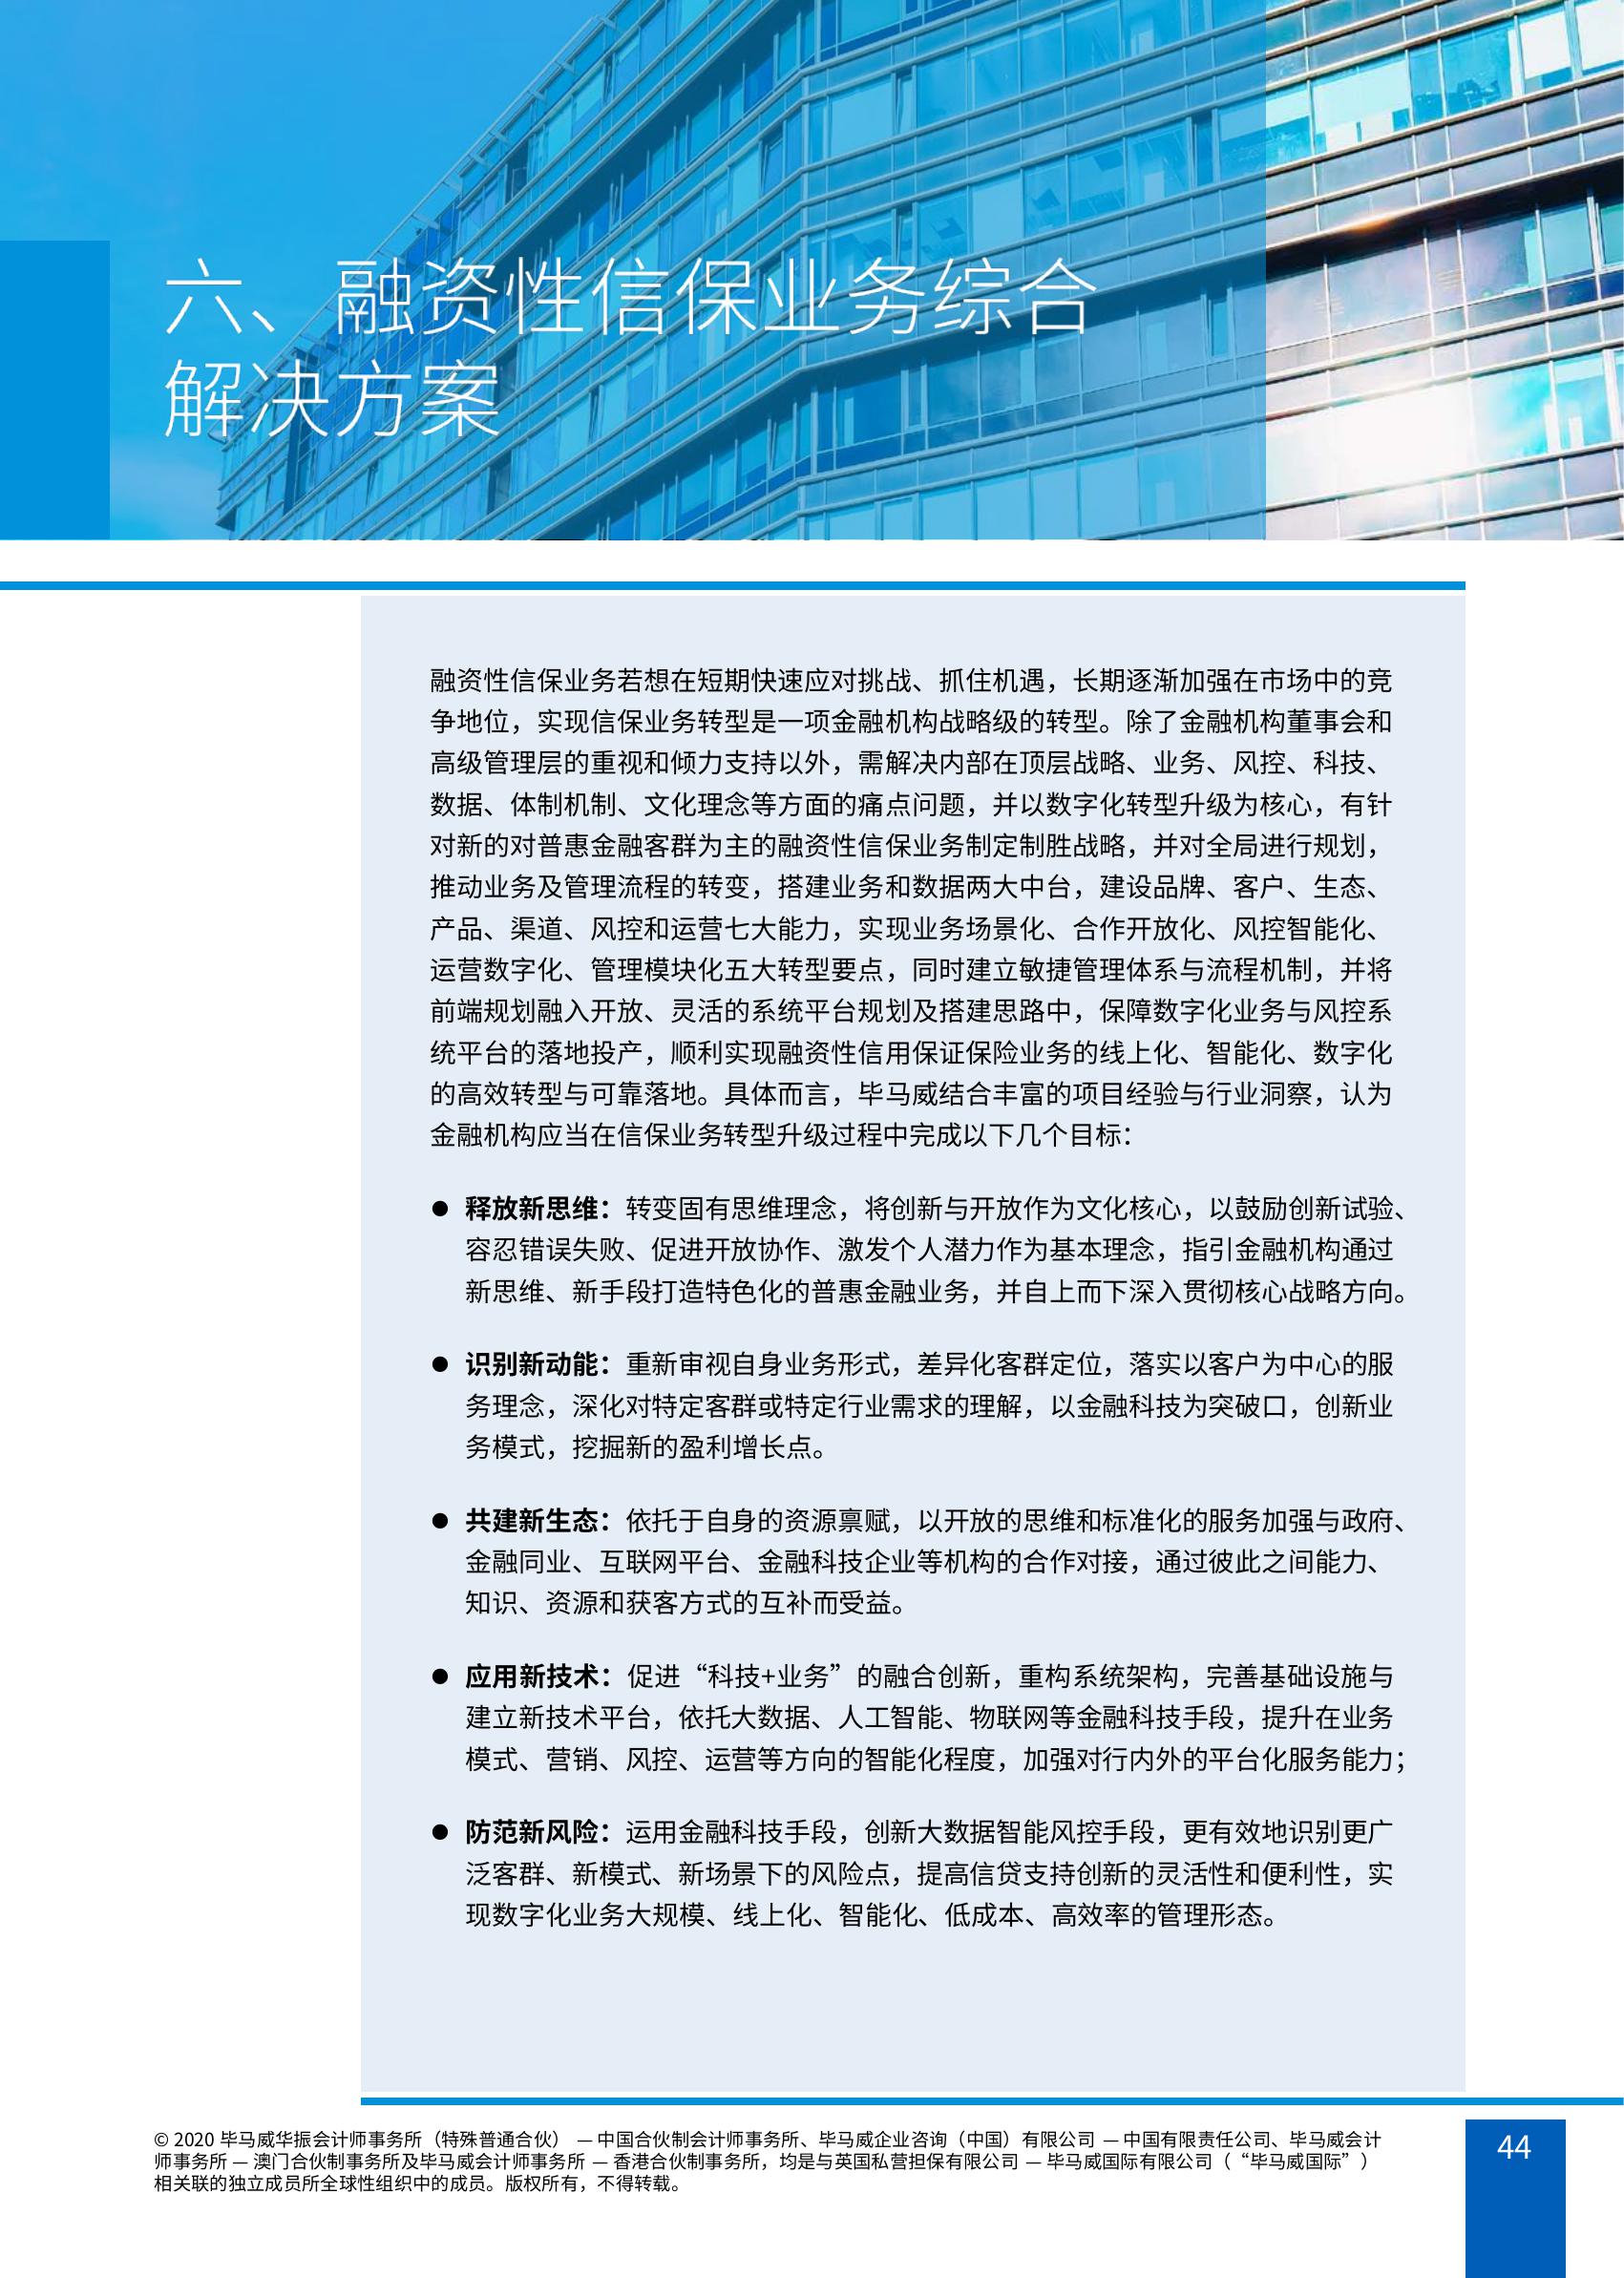 六、融资性信保业务综合
解决方案
融资性信保业务若想在短期快速应对挑战、抓住机遇，长期逐渐加强在市场中的竞
争地位，实现信保业务转型是一项金融机构战略级的转型。除了金融机构董事会和
高级管理层的重视和倾力支持以外，需解决内部在顶层战略、业务、风控、科技、
数据、体制机制、文化理念等方面的痛点问题，并以数字化转型升级为核心，有针
对新的对普惠金融客群为主的融资性信保业务制定制胜战略，并对全局进行规划，
推动业务及管理流程的转变，搭建业务和数据两大中台，建设品牌、客户、生态、
产品、渠道、风控和运营七大能力，实现业务场景化、合作开放化、风控智能化、
运营数字化、管理模块化五大转型要点，同时建立敏捷管理体系与流程机制，并将
前端规划融入开放、灵活的系统平台规划及搭建思路中，保障数字化业务与风控系
统平台的落地投产，顺利实现融资性信用保证保险业务的线上化、智能化、数字化
的高效转型与可靠落地。具体而言，毕马威结合丰富的项目经验与行业洞察，认为
金融机构应当在信保业务转型升级过程中完成以下几个目标：
● 释放新思维：转变固有思维理念，将创新与开放作为文化核心，以鼓励创新试验、
容忍错误失败、促进开放协作、激发个人潜力作为基本理念，指引金融机构通过
新思维、新手段打造特色化的普惠金融业务，并自上而下深入贯彻核心战略方向。
● 识别新动能：重新审视自身业务形式，差异化客群定位，落实以客户为中心的服
务理念，深化对特定客群或特定行业需求的理解，以金融科技为突破口，创新业
务模式，挖掘新的盈利增长点。
● 共建新生态：依托于自身的资源禀赋，以开放的思维和标准化的服务加强与政府、
金融同业、互联网平台、金融科技企业等机构的合作对接，通过彼此之间能力、
知识、资源和获客方式的互补而受益。
● 应用新技术：促进“科技+业务”的融合创新，重构系统架构，完善基础设施与
建立新技术平台，依托大数据、人工智能、物联网等金融科技手段，提升在业务
模式、营销、风控、运营等方向的智能化程度，加强对行内外的平台化服务能力；
● 防范新风险：运用金融科技手段，创新大数据智能风控手段，更有效地识别更广
泛客群、新模式、新场景下的风险点，提高信贷支持创新的灵活性和便利性，实
现数字化业务大规模、线上化、智能化、低成本、高效率的管理形态。
© 2020 毕马威华振会计师事务所（特殊普通合伙） — 中国合伙制会计师事务所、毕马威企业咨询（中国）有限公司 — 中国有限责任公司、毕马威会计
师事务所 — 澳门合伙制事务所及毕马威会计师事务所 — 香港合伙制事务所，均是与英国私营担保有限公司 — 毕马威国际有限公司（“毕马威国际”）
相关联的独立成员所全球性组织中的成员。版权所有，不得转载。
44